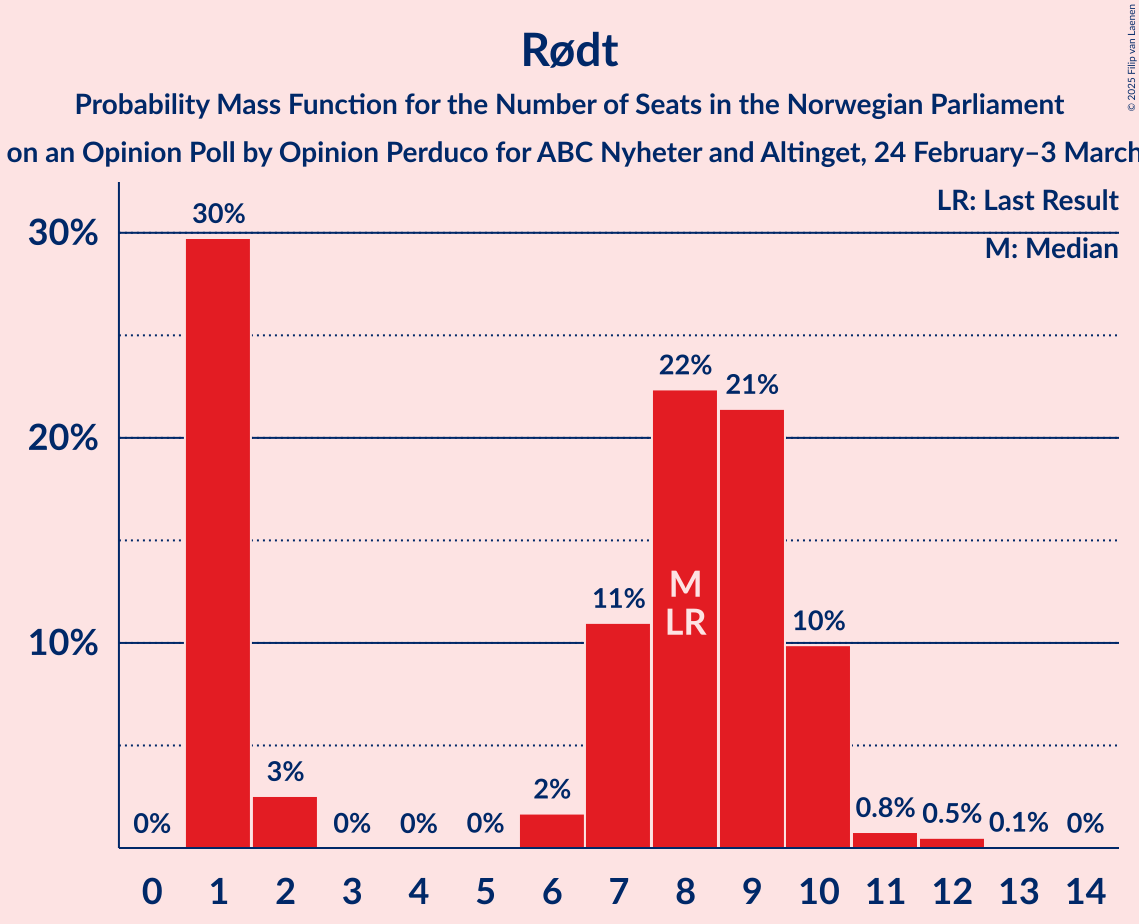 Rødt
Probability Mass Function for the Number of Seats in the Norwegian Parliament
on an Opinion Poll by Opinion Perduco for ABC Nyheter and Altinget, 24 February–3 March
© 2025 Filip van Laenen
LR: Last Result
M: Median
30%
20%
10%
0%
30%
3%
0%
0%
0%
2%
11%
22%
21%
10%
0.8%
0.5%
0.1%
0%
M
LR
0 1 2 3 4 5 6 7 8 9 10 11 12 13 14